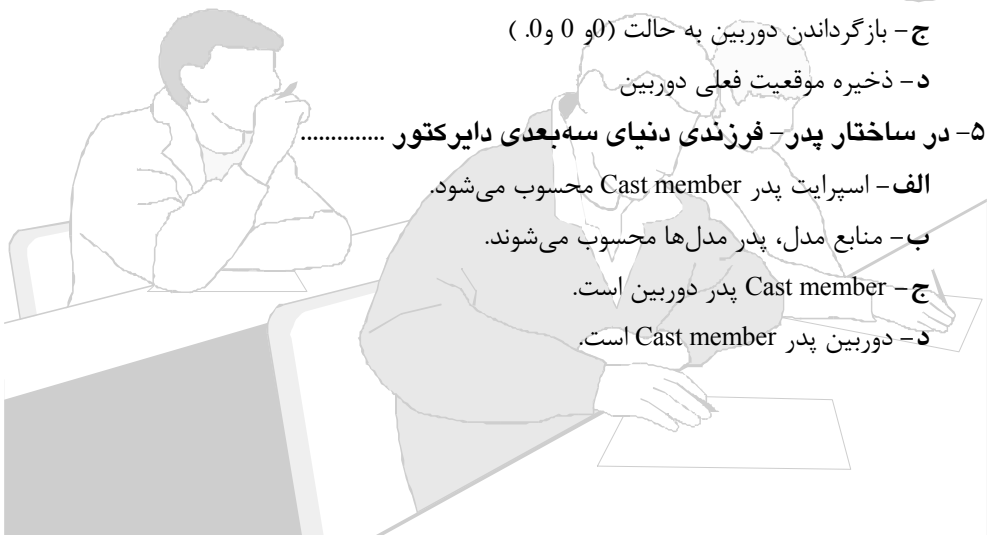 ج- بازگرداندن دوربین به حالت (0و 0 و0. )
د- ذخیره موقعیت فعلی دوربین
۵- در ساختار پدر- فرزندی دنیای سه‌بعدی دایرکتور ..............
الف- اسپرایت پدر Cast member محسوب می‌شود.
ب- منابع مدل، پدر مدل‌ها محسوب می‌شوند.
ج- Cast member پدر دوربین است.
د- دوربین پدر Cast member است.